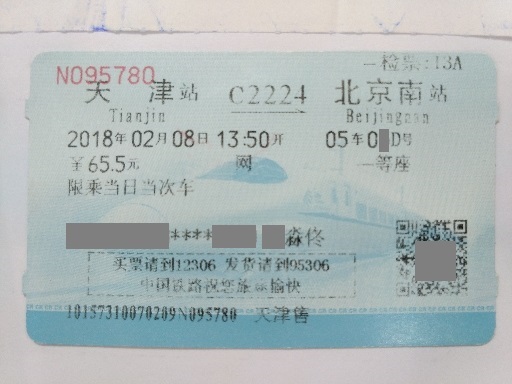 N095780
一检票:13A
天津站 C2224 北京南站
Tianjin Beijingnan
2018年02月08日13:50开 05车0 D号
￥65.5元 网 一等座
限乘当日当次车
**** 森佟
买票请到12306 发货请到95306
中国铁路祝您旅途愉快
10157310070209N095780 天津售